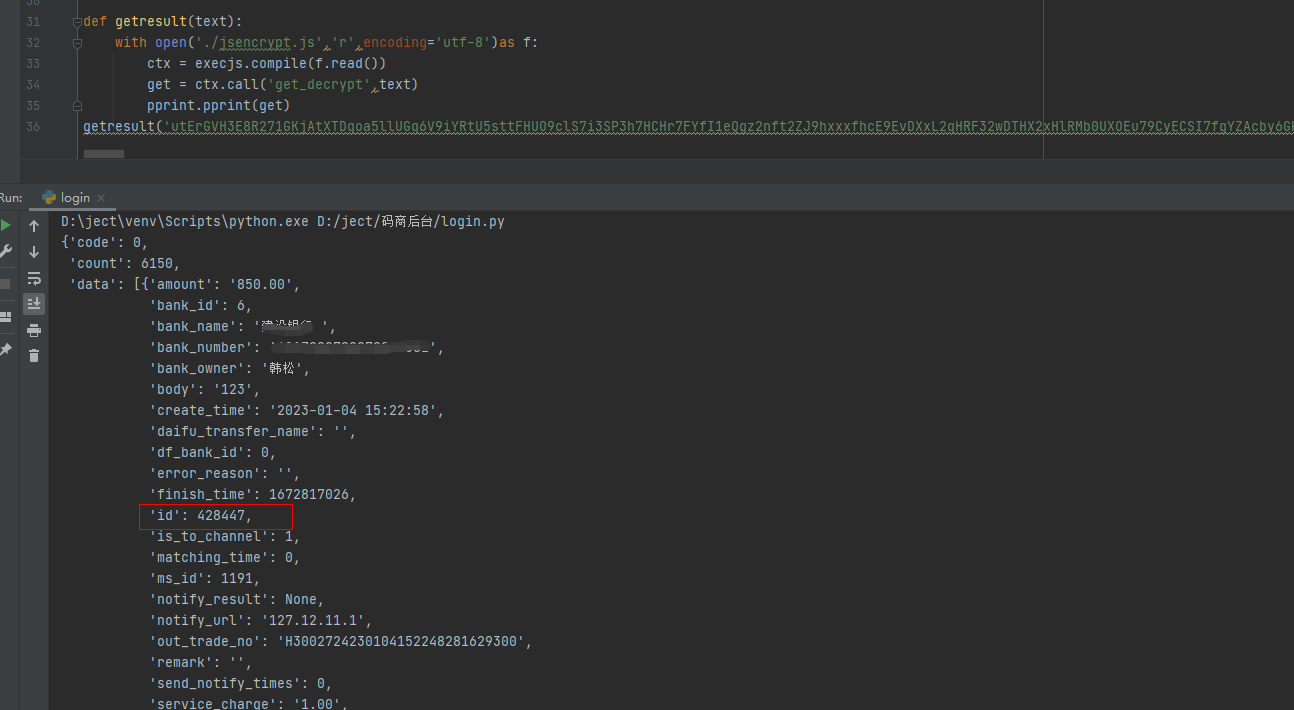 31 def getresult(text):
32 with open('./jsencrypt.js','r',encoding='utf-8')as f:
33 ctx = execjs.compile(f.read())
34 get = ctx.call('get_decrypt',text)
35 pprint.pprint(get)
36 getresult('
Run: login ×
D:\ject\venv\Scripts\python.exe D:/ject/码商后台/login.py
{'code': 0,
'count': 6150,
'data': [{'amount': '850.00',
'bank_id': 6,
'bank_name': '建设银行 ',
'bank_number': '
'bank_owner': '韩松',
'body': '123',
'create_time': '2023-01-04 15:22:58',
'daifu_transfer_name': '',
'df_bank_id': 0,
'error_reason': '',
'finish_time': 1672817026,
'id': 428447,
'is_to_channel': 1,
'matching_time': 0,
'ms_id': 1191,
'notify_result': None,
'notify_url': '127.12.11.1',
'out_trade_no': 'H3002724230104152248281629300',
'remark': '',
'send_notify_times': 0,
'service_charge': '1.00',